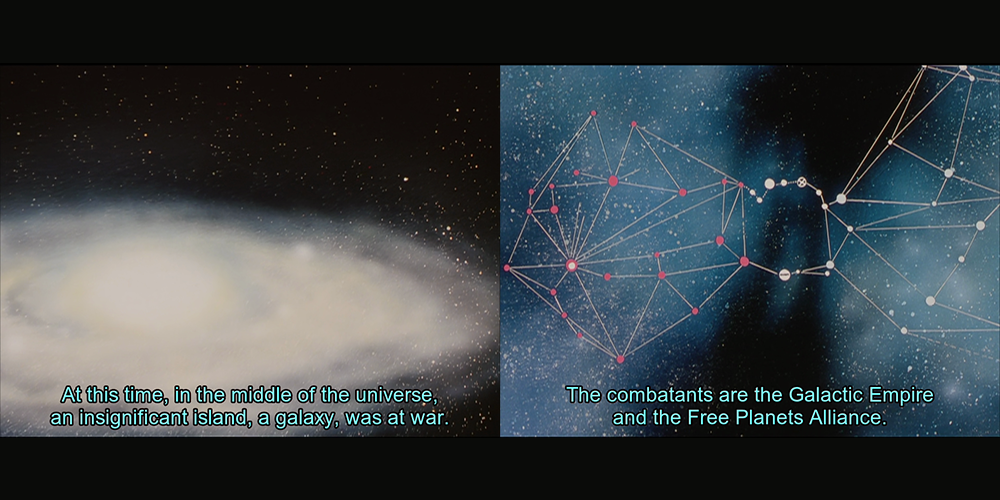 At this time, in the middle of the universe,
an insignificant island, a galaxy, was at war.
The combatants are the Galactic Empire
and the Free Planets Alliance.